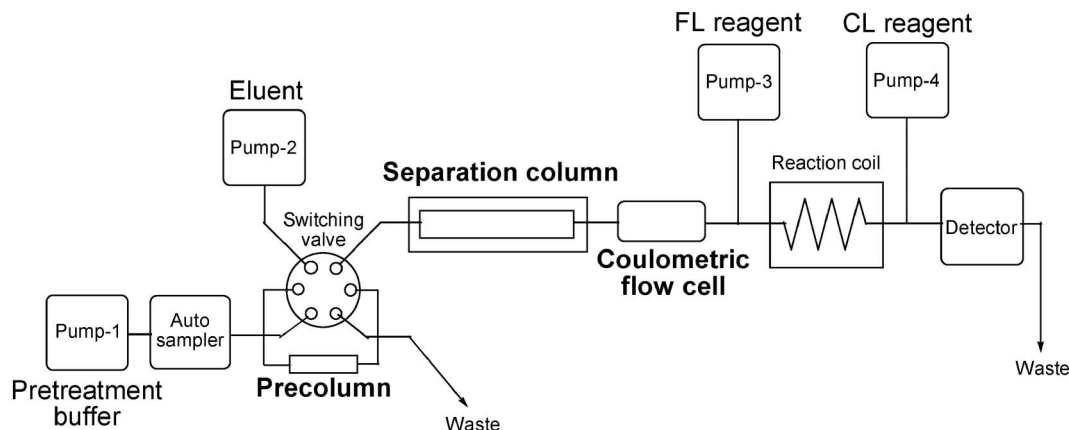 FL reagent
CL reagent
Pump-3
Pump-4
Eluent
Pump-2
Separation column
Reaction coil
Switching
valve
Detector
Coulometric
flow cell
Pump-1
Auto
sampler
Precolumn
Pretreatment
buffer
Waste
Waste